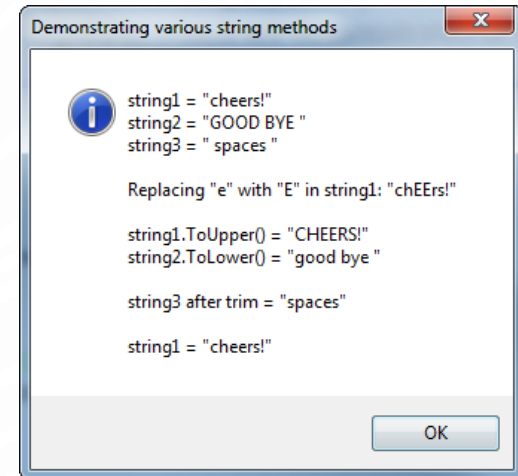 Demonstrating various string methods
string1 = "cheers!"
string2 = "GOOD BYE "
string3 = " spaces "
Replacing "e" with "E" in string1: "chEErs!"
string1.ToUpper() = "CHEERS!"
string2.ToLower() = "good bye "
string3 after trim = "spaces"
string1 = "cheers!"
OK